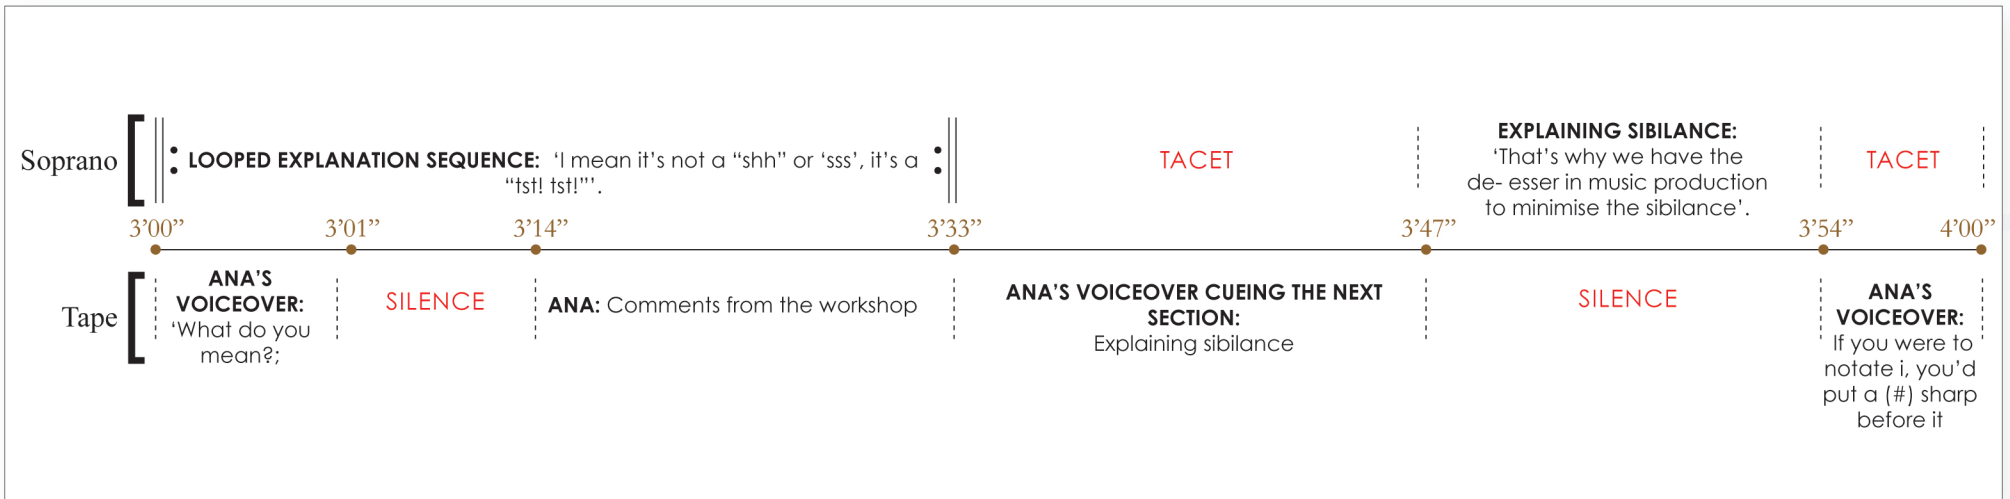 Soprano
LOOPED EXPLANATION SEQUENCE: ‘I mean it’s not a “shh” or ‘sss’, it’s a
“tst! tst!”’.
TACET
EXPLAINING SIBILANCE:
‘That’s why we have the
de- esser in music production
to minimise the sibilance’.
TACET
3’00” 3’01” 3’14” 3’33” 3’47” 3’54” 4’00”
Tape
ANA’S
VOICEOVER:
‘What do you
mean?;
SILENCE
ANA: Comments from the workshop
ANA’S VOICEOVER CUEING THE NEXT
SECTION:
Explaining sibilance
SILENCE
ANA’S
VOICEOVER:
If you were to
notate i, you’d
put a (#) sharp
before it